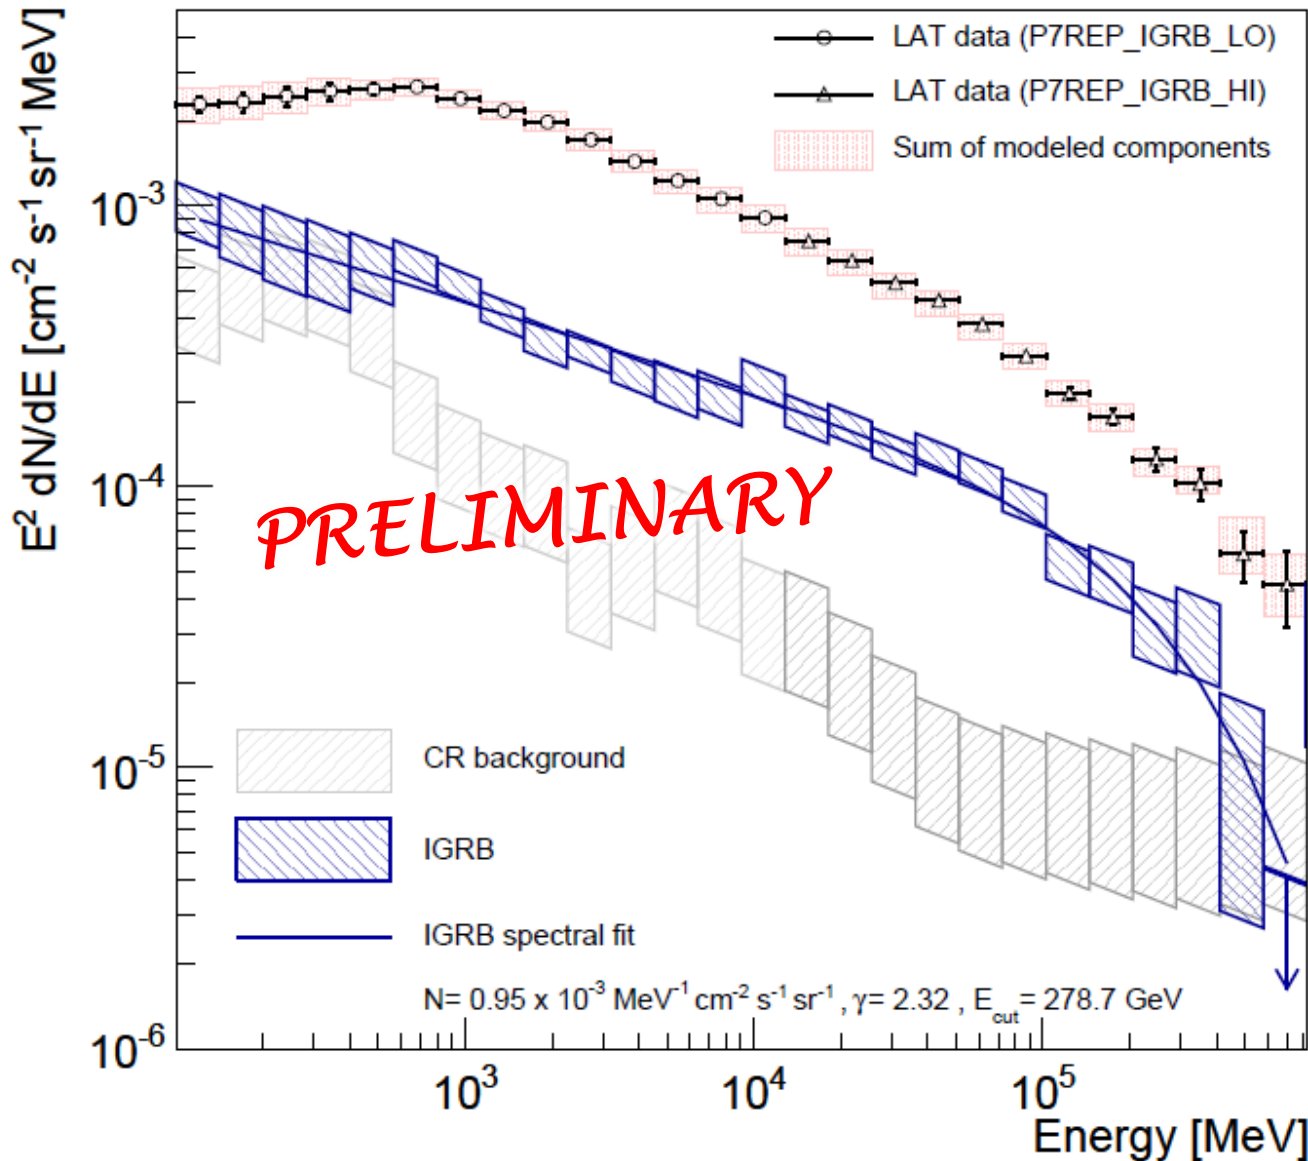 E² dN/dE [cm⁻² s⁻¹ sr⁻¹ MeV]
LAT data (P7REP_IGRB_LO)
LAT data (P7REP_IGRB_HI)
Sum of modeled components
10⁻³
10⁻⁴
PRELIMINARY
10⁻⁵
CR background
IGRB
IGRB spectral fit
N= 0.95 x 10⁻³ MeV⁻¹ cm⁻² s⁻¹ sr⁻¹ , γ= 2.32 , E_cut= 278.7 GeV
10⁻⁶
10³ 10⁴ 10⁵
Energy [MeV]